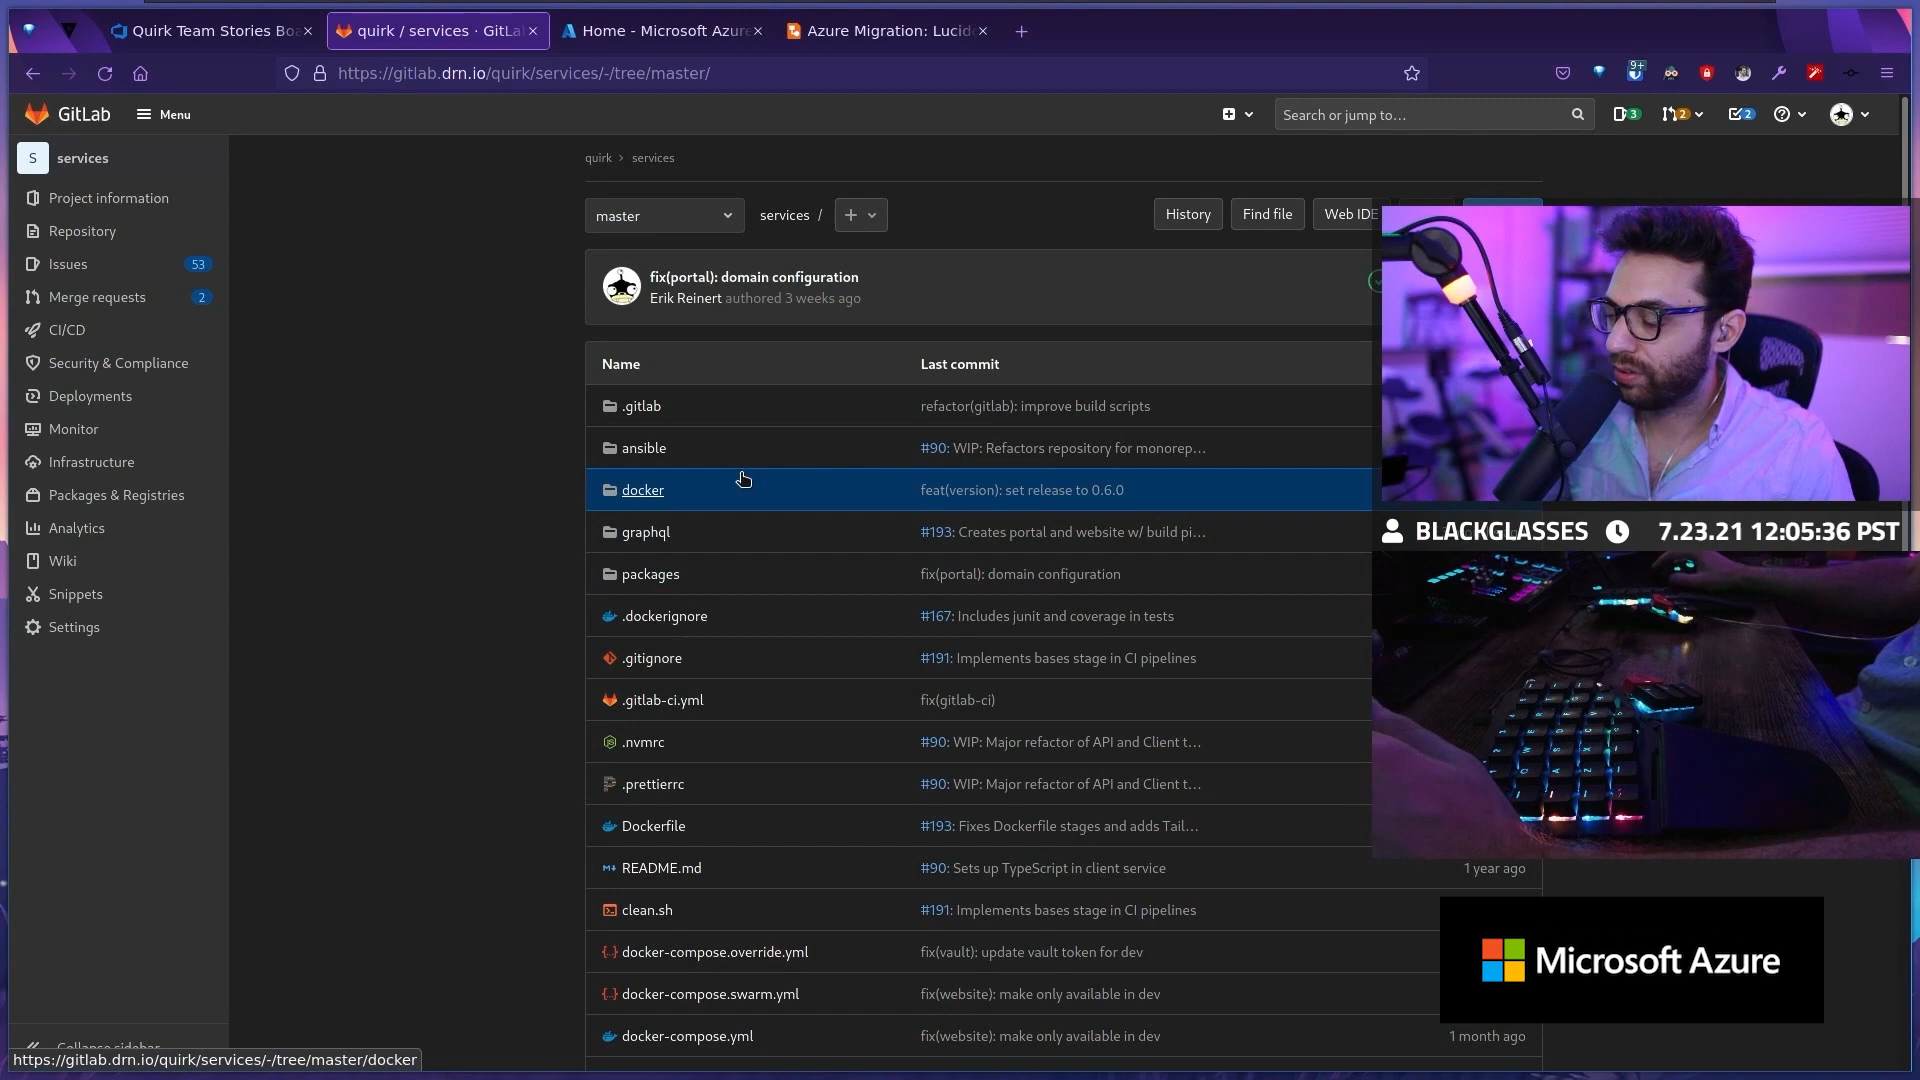 Quirk Team Stories Boa
quirk / services · GitLa
Home - Microsoft Azure
Azure Migration: Lucid
https://gitlab.drn.io/quirk/services/-/tree/master/
9+
GitLab
Menu
Search or jump to...
3
2
2
S services
Project information
Repository
Issues 53
Merge requests 2
CI/CD
Security & Compliance
Deployments
Monitor
Infrastructure
Packages & Registries
Analytics
Wiki
Snippets
Settings
Collapse sidebar
https://gitlab.drn.io/quirk/services/-/tree/master/docker
quirk > services
master
services /
History
Find file
Web IDE
fix(portal): domain configuration
Erik Reinert authored 3 weeks ago
Name Last commit
.gitlab refactor(gitlab): improve build scripts
ansible #90: WIP: Refactors repository for monorep...
docker feat(version): set release to 0.6.0
graphql #193: Creates portal and website w/ build pi...
packages fix(portal): domain configuration
.dockerignore #167: Includes junit and coverage in tests
.gitignore #191: Implements bases stage in CI pipelines
.gitlab-ci.yml fix(gitlab-ci)
.nvmrc #90: WIP: Major refactor of API and Client t...
.prettierrc #90: WIP: Major refactor of API and Client t...
Dockerfile #193: Fixes Dockerfile stages and adds Tail...
README.md #90: Sets up TypeScript in client service 1 year ago
clean.sh #191: Implements bases stage in CI pipelines
docker-compose.override.yml fix(vault): update vault token for dev
docker-compose.swarm.yml fix(website): make only available in dev
docker-compose.yml fix(website): make only available in dev 1 month ago
BLACKGLASSES 7.23.21 12:05:36 PST
Microsoft Azure